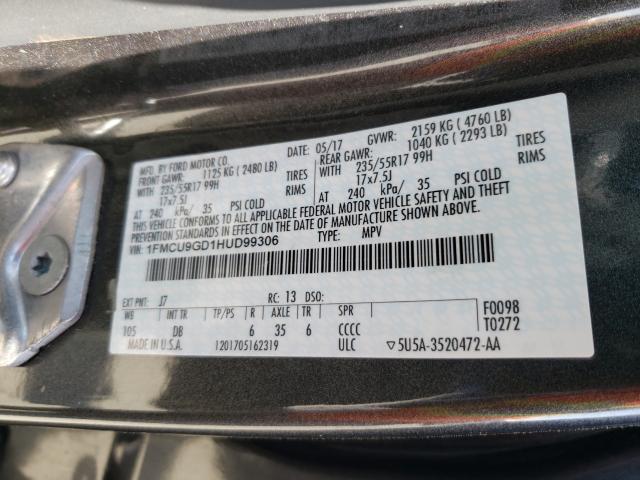 MFD. BY FORD MOTOR CO.
DATE: 05/17 GVWR: 2159 KG ( 4760 LB)
FRONT GAWR: 1125 KG ( 2480 LB) REAR GAWR: 1040 KG ( 2293 LB)
WITH 235/55R17 99H TIRES 235/55R17 99H TIRES
17x7.5J RIMS 17x7.5J RIMS
AT 240 kPa/ 35 PSI COLD AT 240 kPa/ 35 PSI COLD
THIS VEHICLE CONFORMS TO ALL APPLICABLE FEDERAL MOTOR VEHICLE SAFETY AND THEFT
PREVENTION STANDARDS IN EFFECT ON THE DATE OF MANUFACTURE SHOWN ABOVE.
VIN: 1FMCU9GD1HUD99306 TYPE: MPV
EXT PNT: J7 RC: 13 DSO:
WB INT TR TP/PS R AXLE TR SPR F0098
105 DB 6 35 6 CCCC T0272
MADE IN U.S.A. 1201705162319 ULC ▽5U5A-3520472-AA